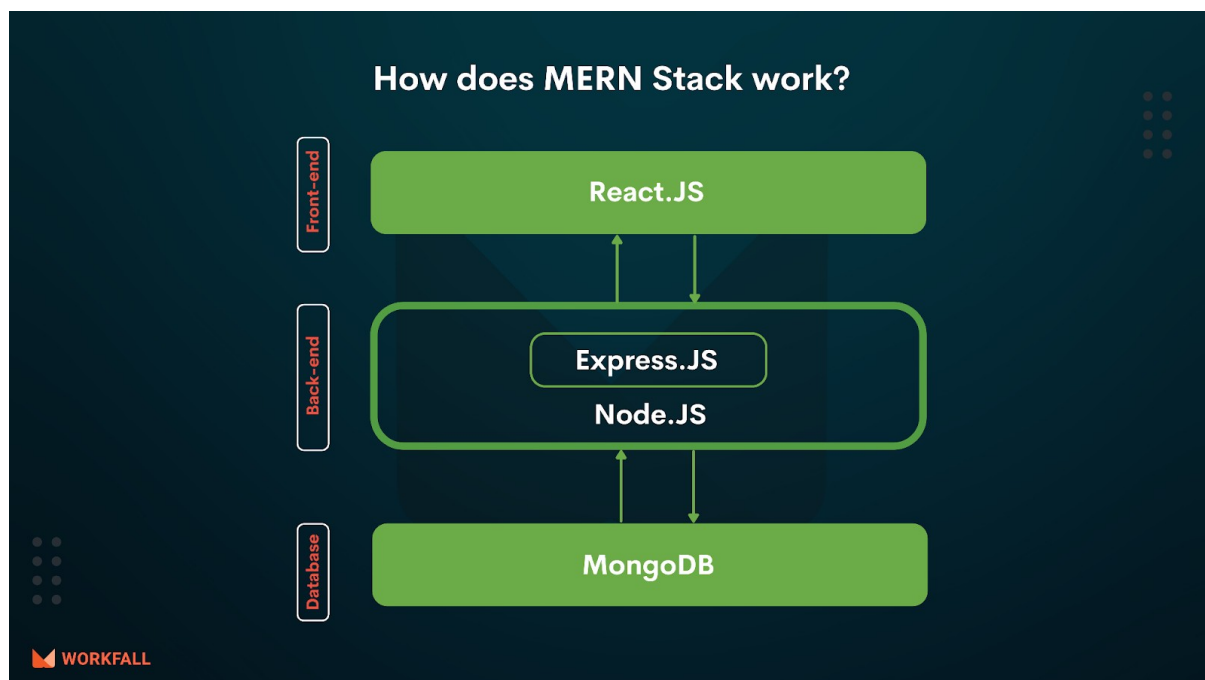 How does MERN Stack work?
Front-end
React.JS
Back-end
Express.JS
Node.JS
Database
MongoDB
WORKFALL